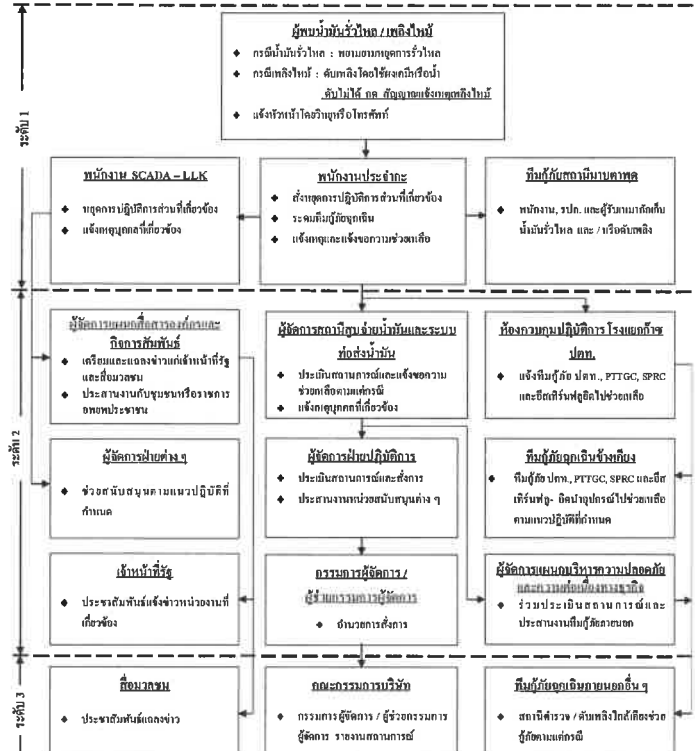 ผู้พบน้ำมันรั่วไหล / เพลิงไหม้
♦ กรณีน้ำมันรั่วไหล : พยายามหยุดการรั่วไหล
♦ กรณีเพลิงไหม้ : ดับเพลิงโดยใช้ผงเคมีหรือน้ำ
ดับไม่ได้ กด สัญญาณแจ้งเหตุเพลิงไหม้
♦ แจ้งหัวหน้าโดยวิทยุหรือโทรศัพท์
ระดับ 1
พนักงาน SCADA – LLK
♦ หยุดการปฏิบัติการส่วนที่เกี่ยวข้อง
♦ แจ้งเหตุบุคคลที่เกี่ยวข้อง
พนักงานประจำกะ
♦ สั่งหยุดการปฏิบัติการส่วนที่เกี่ยวข้อง
♦ ระดมทีมกู้ภัยฉุกเฉิน
♦ แจ้งเหตุและแจ้งขอความช่วยเหลือ
ทีมกู้ภัยสถานีมาบตาพุด
♦ พนักงาน, รปภ. และผู้รับเหมากักเก็บ
น้ำมันรั่วไหล และ / หรือดับเพลิง
ระดับ 2
ผู้จัดการแผนกสื่อสารองค์กรและ
กิจการสัมพันธ์
♦ เตรียมและแถลงข่าวแก่เจ้าหน้าที่รัฐ
และสื่อมวลชน
♦ ประสานงานกับชุมชนหรือราชการ
อพยพประชาชน
ผู้จัดการสถานีสูบจ่ายน้ำมันและระบบ
ท่อส่งน้ำมัน
♦ ประเมินสถานการณ์และแจ้งขอความ
ช่วยเหลือตามแต่กรณี
♦ แจ้งเหตุบุคคลที่เกี่ยวข้อง
ห้องควบคุมปฏิบัติการ โรงแยกก๊าซ
ปตท.
♦ แจ้งทีมกู้ภัย ปตท., PTTGC, SPRC
และอีสเทิร์นฟลูอิดไปช่วยเหลือ
ผู้จัดการฝ่ายต่าง ๆ
♦ ช่วยสนับสนุนตามแนวปฏิบัติที่
กำหนด
ผู้จัดการฝ่ายปฏิบัติการ
♦ ประเมินสถานการณ์และสั่งการ
♦ ประสานงานหน่วยสนับสนุนต่าง ๆ
ทีมกู้ภัยฉุกเฉินข้างเคียง
♦ ทีมกู้ภัย ปตท., PTTGC, SPRC และอีส
เทิร์นฟลู- อิดนำอุปกรณ์ไปช่วยเหลือ
ตามแนวปฏิบัติที่กำหนด
เจ้าหน้าที่รัฐ
♦ ประชาสัมพันธ์แจ้งข่าวหน่วยงานที่
เกี่ยวข้อง
กรรมการผู้จัดการ /
ผู้ช่วยกรรมการผู้จัดการ
♦ อำนวยการสั่งการ
ผู้จัดการแผนกบริหารความปลอดภัย
และความต่อเนื่องทางธุรกิจ
♦ ร่วมประเมินสถานการณ์และ
ประสานงานทีมกู้ภัยภายนอก
ระดับ 3
สื่อมวลชน
♦ ประชาสัมพันธ์แถลงข่าว
คณะกรรมการบริษัท
♦ กรรมการผู้จัดการ / ผู้ช่วยกรรมการ
ผู้จัดการ รายงานสถานการณ์
ทีมกู้ภัยฉุกเฉินภายนอกอื่น ๆ
♦ สถานีตำรวจ / ดับเพลิงใกล้เคียงช่วย
กู้ภัยตามแต่กรณี